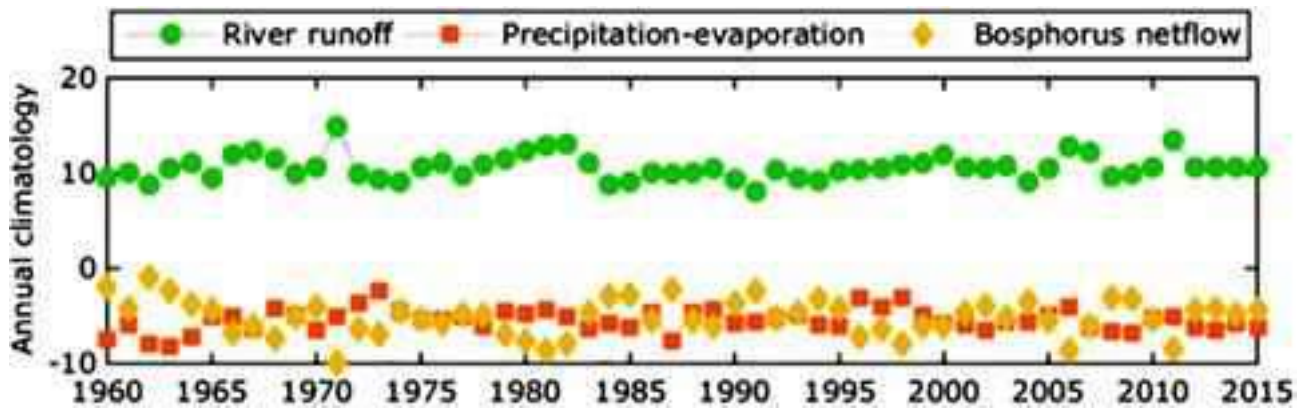 River runoff Precipitation-evaporation Bosphorus netflow
Annual climatology
20
10
0
-10
1960 1965 1970 1975 1980 1985 1990 1995 2000 2005 2010 2015